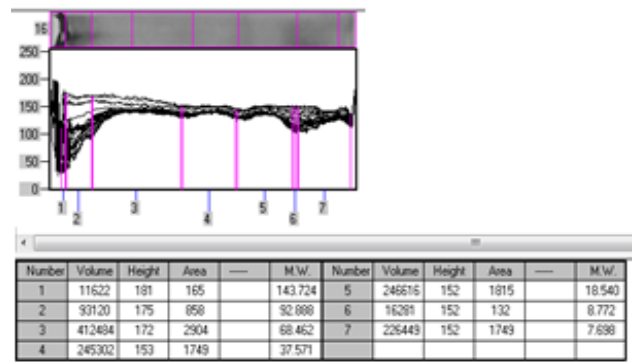 16
250
200
150
100
50
0
1 2 3 4 5 6 7
Number Volume Height Area ---- M.W. Number Volume Height Area ---- M.W.
1 11622 181 165 143.724 5 246616 152 1815 18.540
2 93120 175 858 92.888 6 16281 152 132 8.772
3 412484 172 2904 68.462 7 226449 152 1749 7.698
4 245302 153 1749 37.571